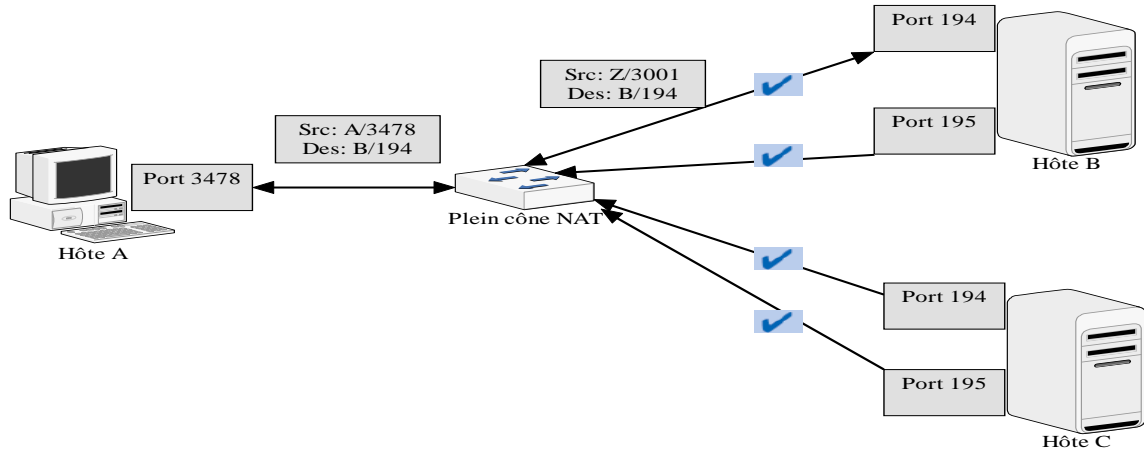 Port 194
Src: Z/3001
Des: B/194
Src: A/3478
Des: B/194
Port 195
Hôte B
Port 3478
Plein cône NAT
Hôte A
Port 194
Port 195
Hôte C